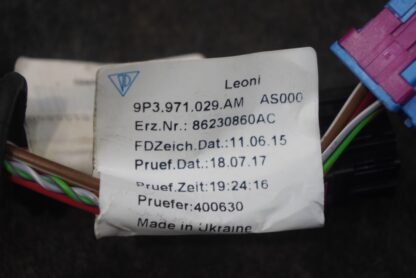 Leoni
9P3.971.029.AM AS000
Erz.Nr.: 86230860AC
FDZeich.Dat.:11.06.15
Pruef.Dat.:18.07.17
Pruef.Zeit:19:24:16
Pruefer:400630
Made in Ukraine